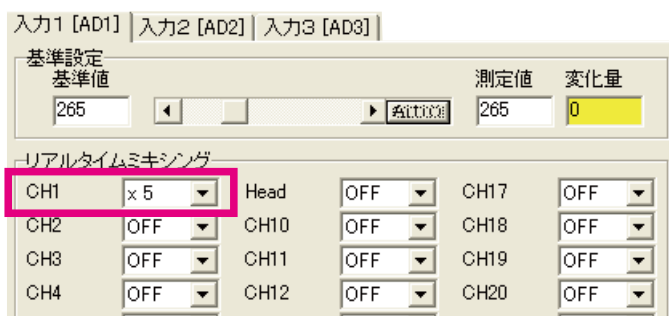 入力1 [AD1] 入力2 [AD2] 入力3 [AD3]
基準設定
基準値 測定値 変化量
265 265 0
リアルタイムミキシング
CH1 x 5 Head OFF CH17 OFF
CH2 OFF CH10 OFF CH18 OFF
CH3 OFF CH11 OFF CH19 OFF
CH4 OFF CH12 OFF CH20 OFF